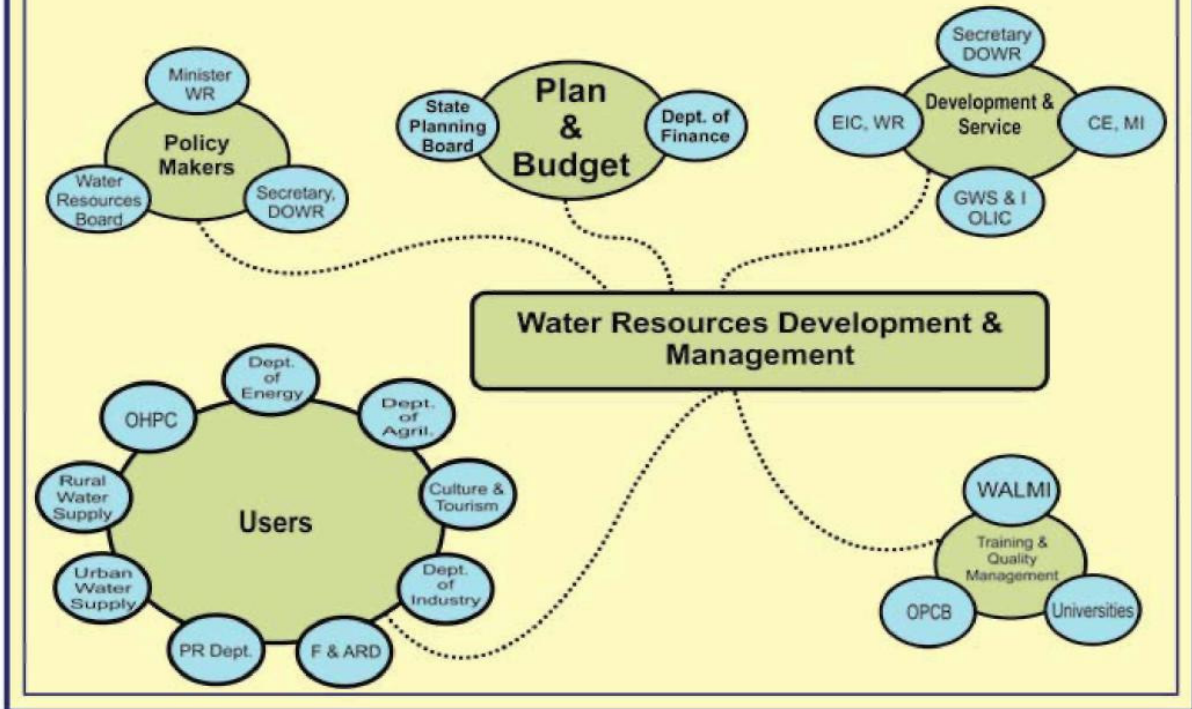 Minister
WR
Policy
Makers
Water
Resources
Board
Secretary,
DOWR
State
Planning
Board
Plan
&
Budget
Dept. of
Finance
Secretary
DOWR
EIC, WR
Development &
Service
CE, MI
GWS & I
OLIC
Water Resources Development &
Management
Dept.
of
Energy
OHPC
Dept.
of
Agril.
Rural
Water
Supply
Culture &
Tourism
Users
Urban
Water
Supply
Dept.
of
Industry
PR Dept.
F & ARD
WALMI
Training &
Quality
Management
OPCB
Universities